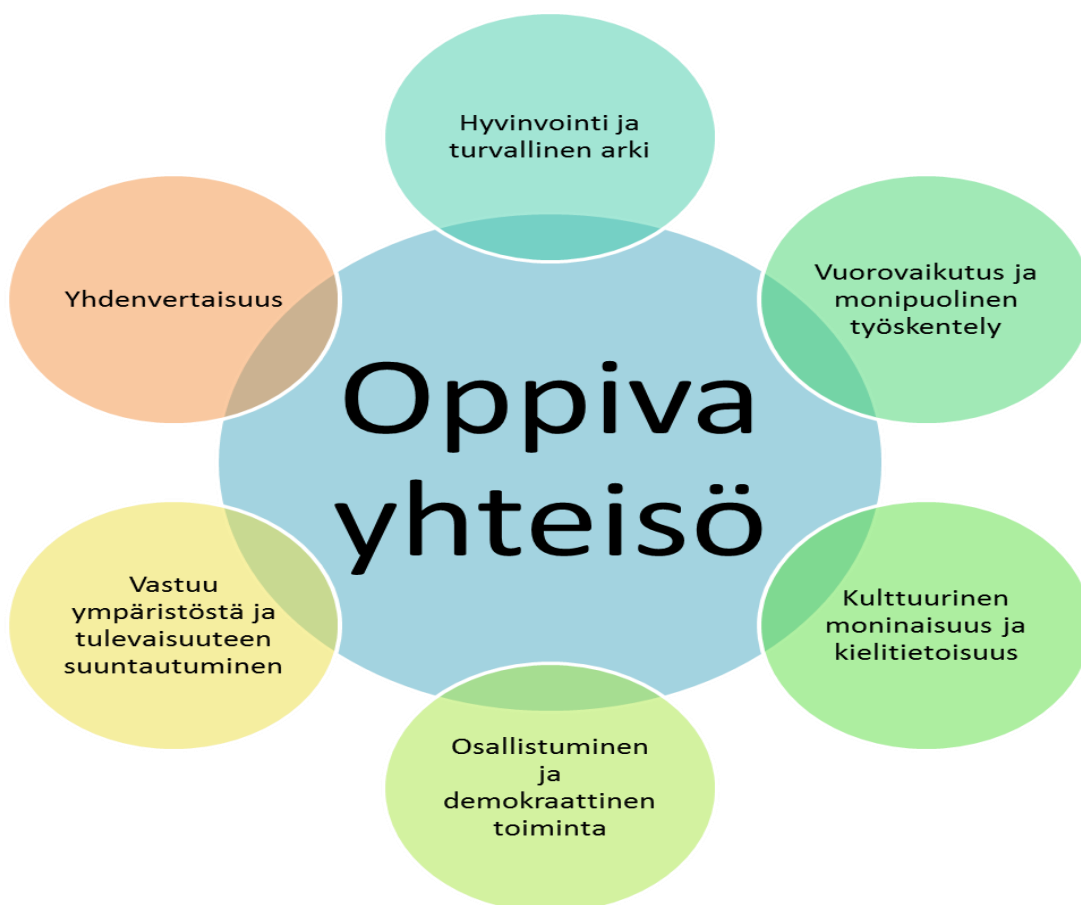 Hyvinvointi ja
turvallinen arki
Vuorovaikutus ja
monipuolinen
työskentely
Kulttuurinen
moninaisuus ja
kielitietoisuus
Osallistuminen
ja
demokraattinen
toiminta
Vastuu
ympäristöstä ja
tulevaisuuteen
suuntautuminen
Yhdenvertaisuus
Oppiva
yhteisö